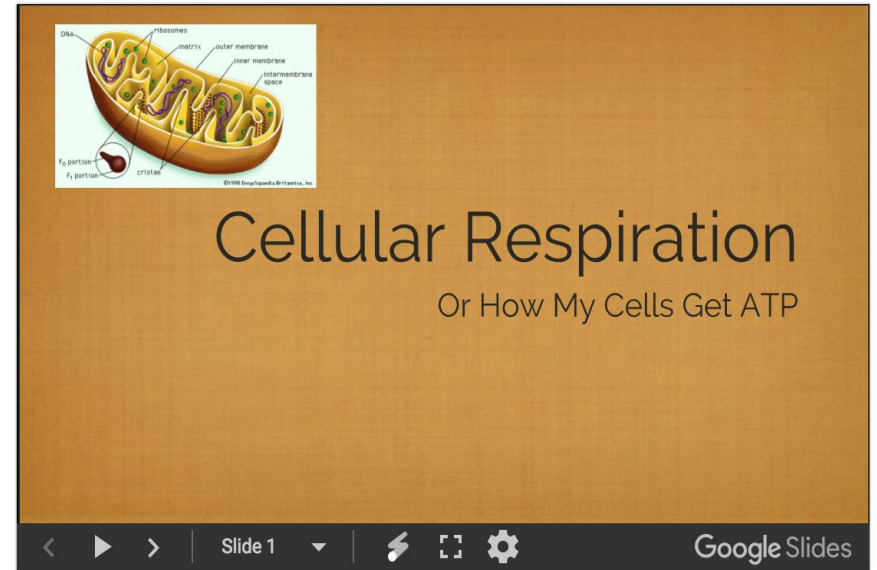 DNA
ribosomes
matrix
outer membrane
inner membrane
intermembrane
space
F0 portion
F1 portion
cristae
©1998 Encyclopaedia Britannica, Inc.
Cellular Respiration
Or How My Cells Get ATP
Slide 1
Google Slides